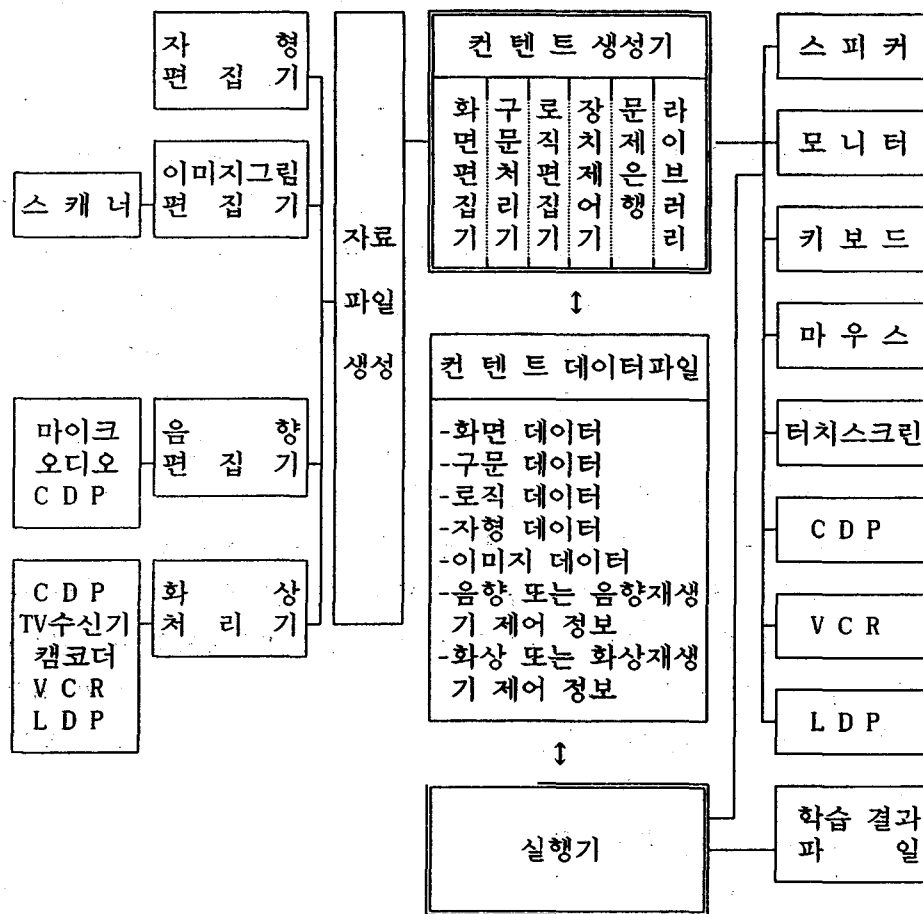 자 형
편 집 기
스 캐 너
이미지그림
편 집 기
마이크
오디오
C D P
음 향
편 집 기
C D P
TV수신기
캠코더
V C R
L D P
화 상
처 리 기
자료
파일
생성
컨 텐 트 생성기
화면편집기
구문처리기
로직편집기
장치제어기
문제은행
라이브러리
↕
컨 텐 트 데이터파일
-화면 데이터
-구문 데이터
-로직 데이터
-자형 데이터
-이미지 데이터
-음향 또는 음향재생
기 제어 정보
-화상 또는 화상재생
기 제어 정보
↕
실행기
스 피 커
모 니 터
키 보 드
마 우 스
터치스크린
C D P
V C R
L D P
학습 결과
파 일